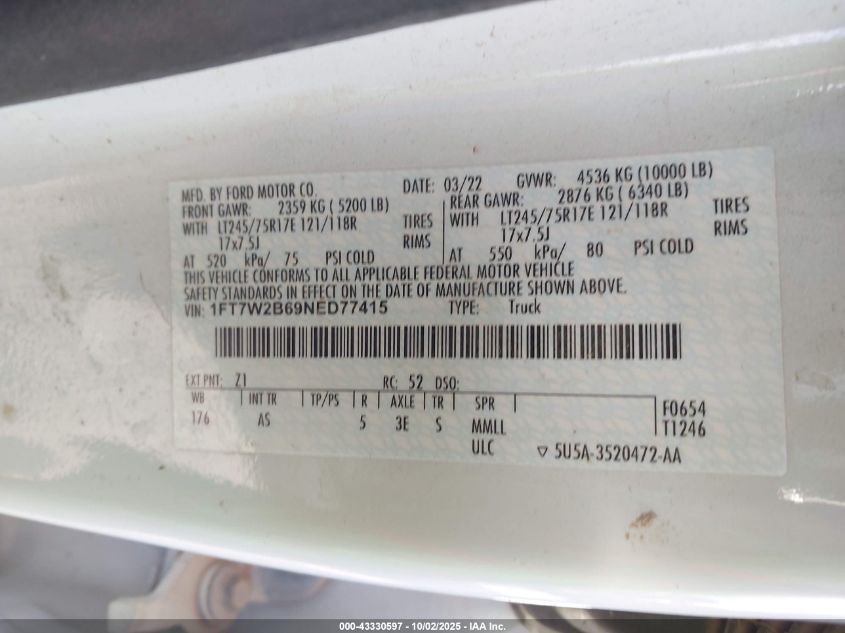 MFD. BY FORD MOTOR CO. DATE: 03/22 GVWR: 4536 KG (10000 LB)
FRONT GAWR: 2359 KG ( 5200 LB) REAR GAWR: 2876 KG ( 6340 LB)
WITH LT245/75R17E 121/118R TIRES WITH LT245/75R17E 121/118R TIRES
17x7.5J RIMS 17x7.5J RIMS
AT 520 kPa/ 75 PSI COLD AT 550 kPa/ 80 PSI COLD
THIS VEHICLE CONFORMS TO ALL APPLICABLE FEDERAL MOTOR VEHICLE
SAFETY STANDARDS IN EFFECT ON THE DATE OF MANUFACTURE SHOWN ABOVE.
VIN: 1FT7W2B69NED77415 TYPE: Truck
EXT PNT: Z1 RC: 52 DSO:
WB INT TR TP/PS R AXLE TR SPR F0654
176 AS 5 3E S MMLL T1246
ULC ▽ 5U5A-3520472-AA
000-43330597 - 10/02/2025 - IAA Inc.